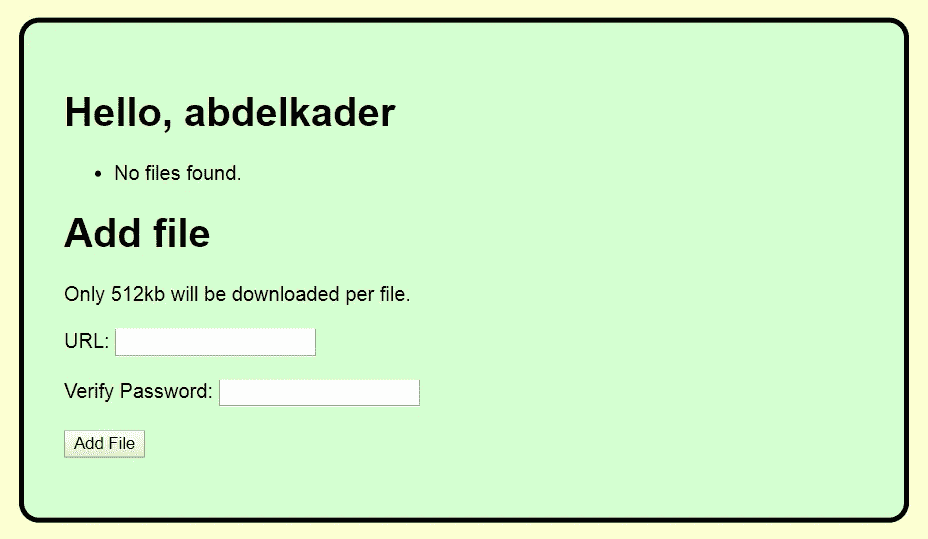 Hello, abdelkader
• No files found.
Add file
Only 512kb will be downloaded per file.
URL:
Verify Password:
Add File